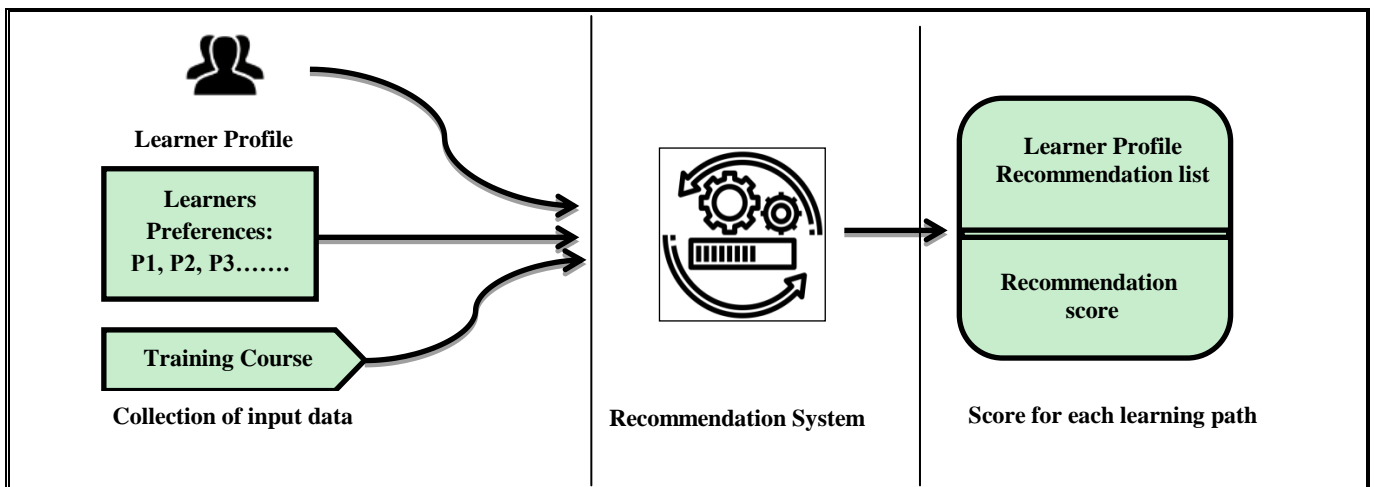 Learner Profile
Learners
Preferences:
P1, P2, P3…….
Training Course
Collection of input data
Recommendation System
Learner Profile
Recommendation list
Recommendation
score
Score for each learning path